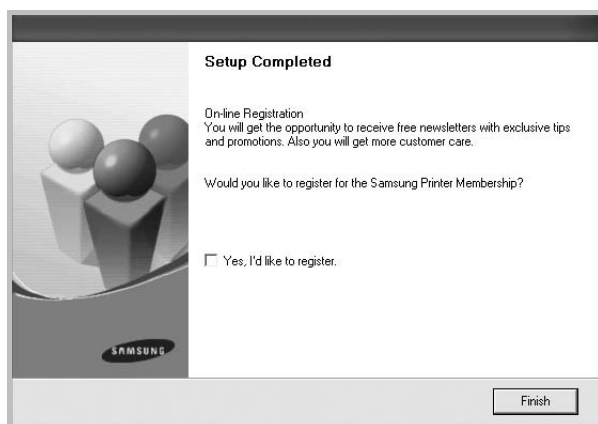 Setup Completed
On-line Registration
You will get the opportunity to receive free newsletters with exclusive tips
and promotions. Also you will get more customer care.
Would you like to register for the Samsung Printer Membership?
Yes, I'd like to register.
SAMSUNG
Finish